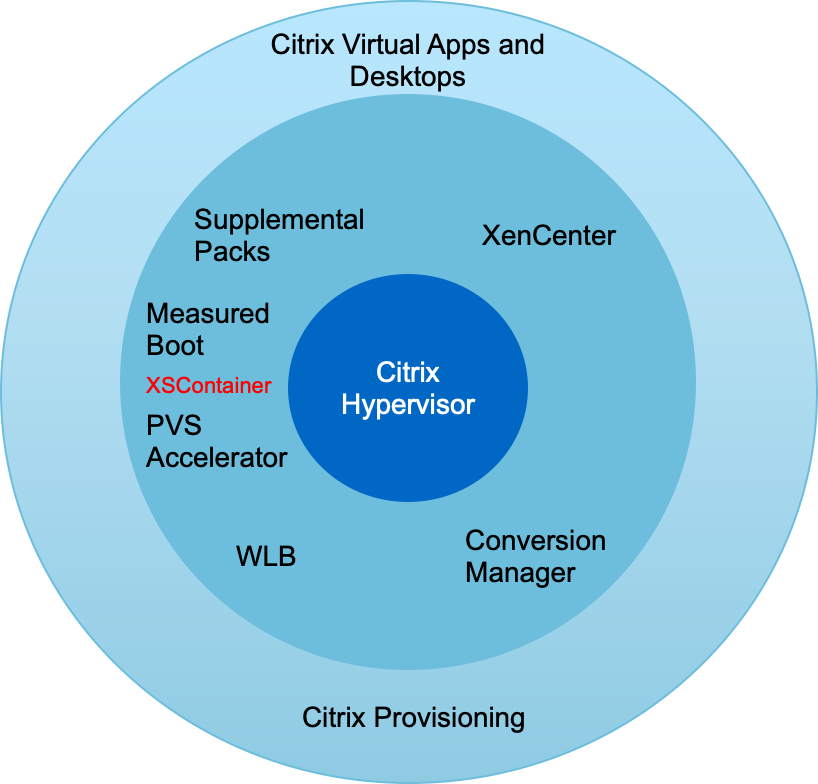 Citrix Virtual Apps and
Desktops
Supplemental
Packs
XenCenter
Measured
Boot
XSContainer
PVS
Accelerator
Citrix
Hypervisor
WLB
Conversion
Manager
Citrix Provisioning